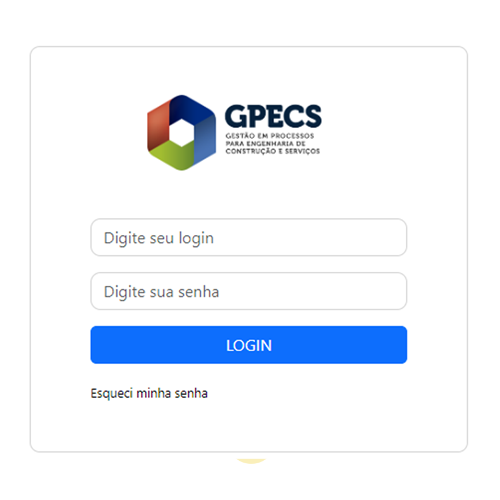 GPECS
GESTÃO EM PROCESSOS
PARA ENGENHARIA DE
CONSTRUÇÃO E SERVIÇOS
Digite seu login
Digite sua senha
LOGIN
Esqueci minha senha